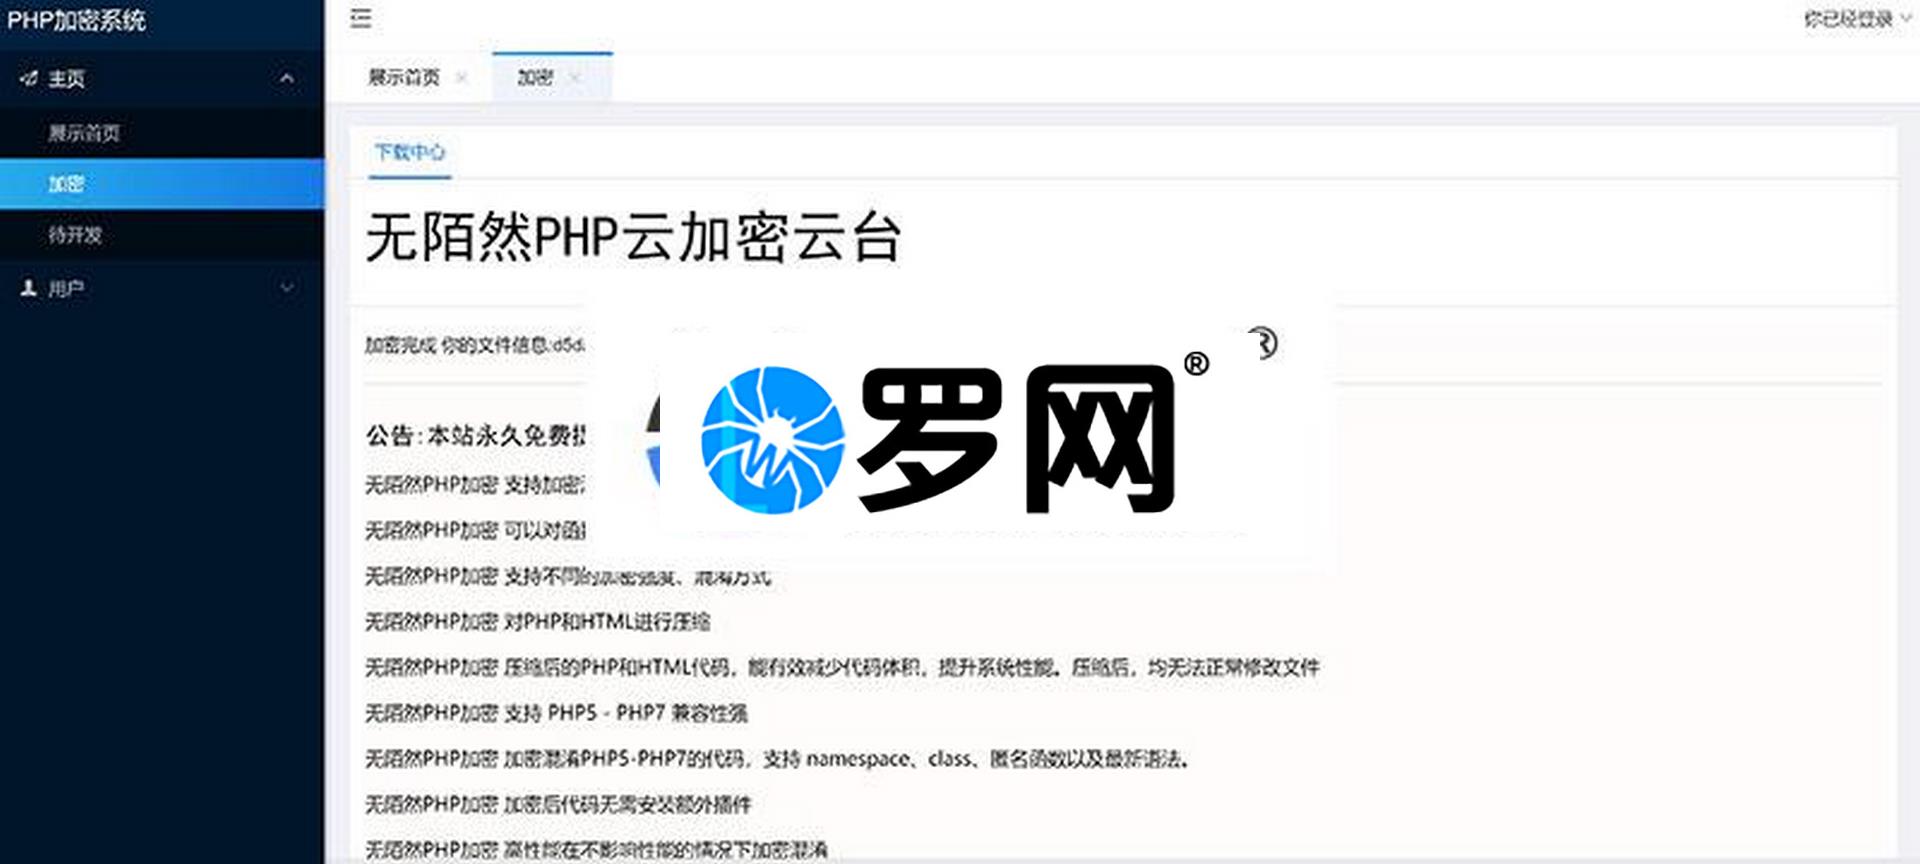 PHP加密系统
你已经登录
主页
展示首页
加密
待开发
用户
展示首页
加密
下载中心
无陌然PHP云加密云台
加密完成 你的文件信息:d5d
罗网®
公告:本站永久免费
无陌然PHP加密 支持加密
无陌然PHP加密 可以对函
无陌然PHP加密 支持不同的加密强度、混淆方式
无陌然PHP加密 对PHP和HTML进行压缩
无陌然PHP加密 压缩后的PHP和HTML代码，能有效减少代码体积，提升系统性能。压缩后，均无法正常修改文件
无陌然PHP加密 支持 PHP5 - PHP7 兼容性强
无陌然PHP加密 加密混淆PHP5-PHP7的代码，支持 namespace、class、匿名函数以及最新语法。
无陌然PHP加密 加密后代码无需安装额外插件
无陌然PHP加密 高性能在不影响性能的情况下加密混淆